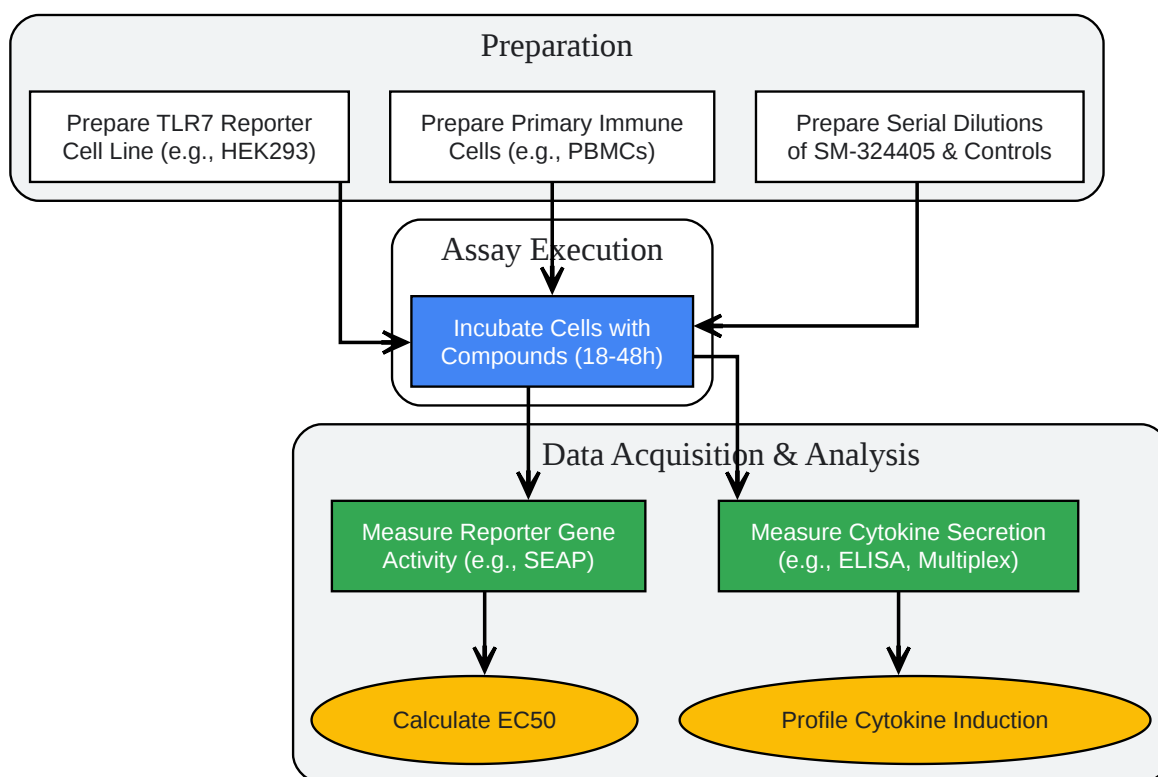 Preparation
Prepare TLR7 Reporter
Cell Line (e.g., HEK293)
Prepare Primary Immune
Cells (e.g., PBMCs)
Prepare Serial Dilutions
of SM-324405 & Controls
Assay Execution
Incubate Cells with
Compounds (18-48h)
Data Acquisition & Analysis
Measure Reporter Gene
Activity (e.g., SEAP)
Measure Cytokine Secretion
(e.g., ELISA, Multiplex)
Calculate EC50
Profile Cytokine Induction